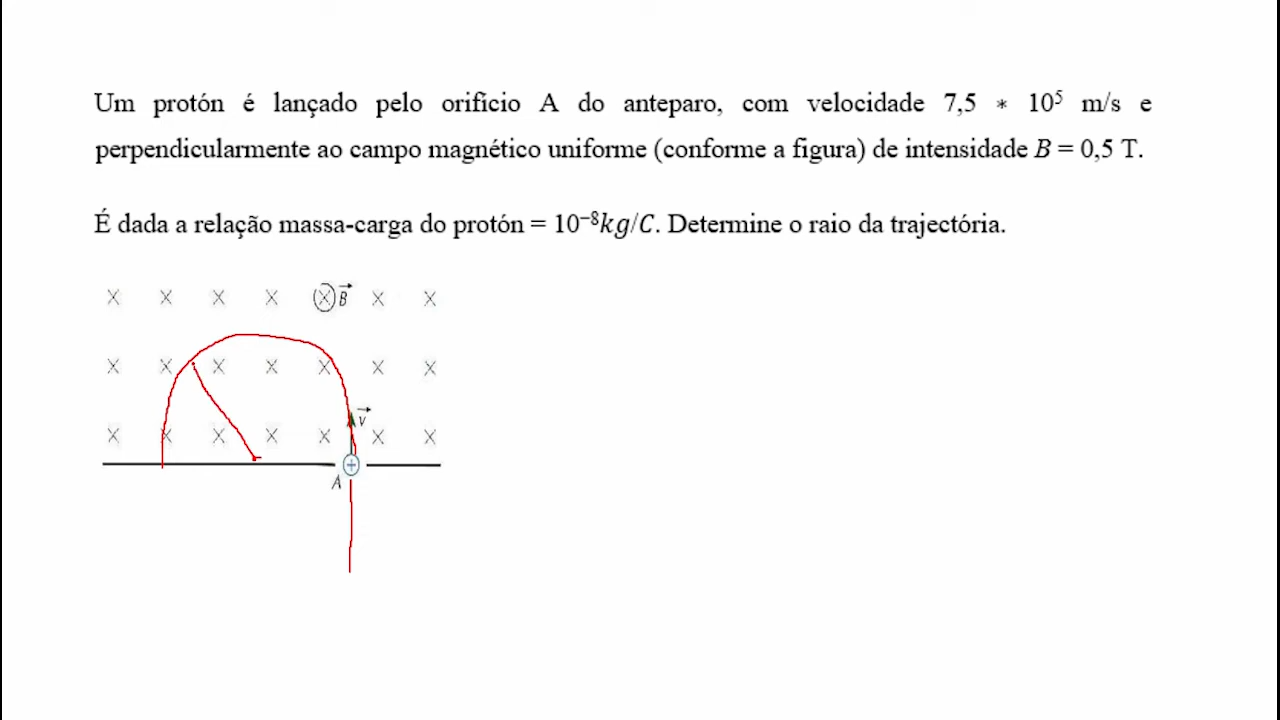 Um protón é lançado pelo orifício A do anteparo, com velocidade 7,5 ∗ 10⁵ m/s e
perpendicularmente ao campo magnético uniforme (conforme a figura) de intensidade B = 0,5 T.
É dada a relação massa-carga do protón = 10⁻⁸kg/C. Determine o raio da trajectória.
B
v
A